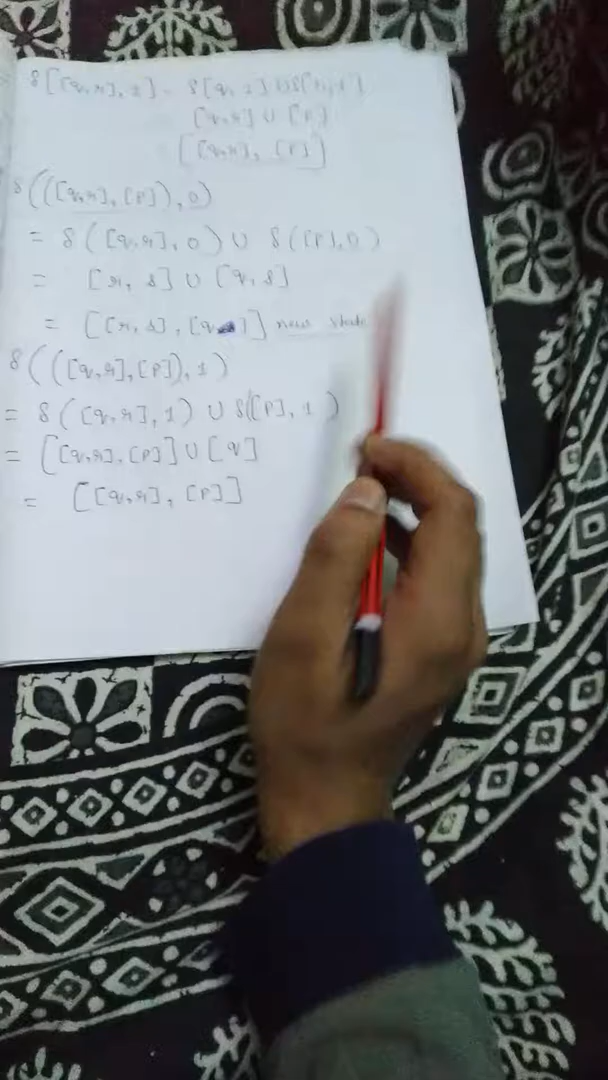 δ[[q,r],1] = δ[q,1] ∪ δ[r,1]
[q,r] ∪ [P]
[[q,r], [P]]
δ(([q,r],[P]),0)
= δ([q,r],0) ∪ δ([P],0)
= [r, s] ∪ [q,s]
= [[r,s],[q ]] new state
δ(([q,r],[P]),1)
= δ([q,r],1) ∪ δ([P],1)
= [[q,r],[P]] ∪ [q]
= [[q,r], [P]]